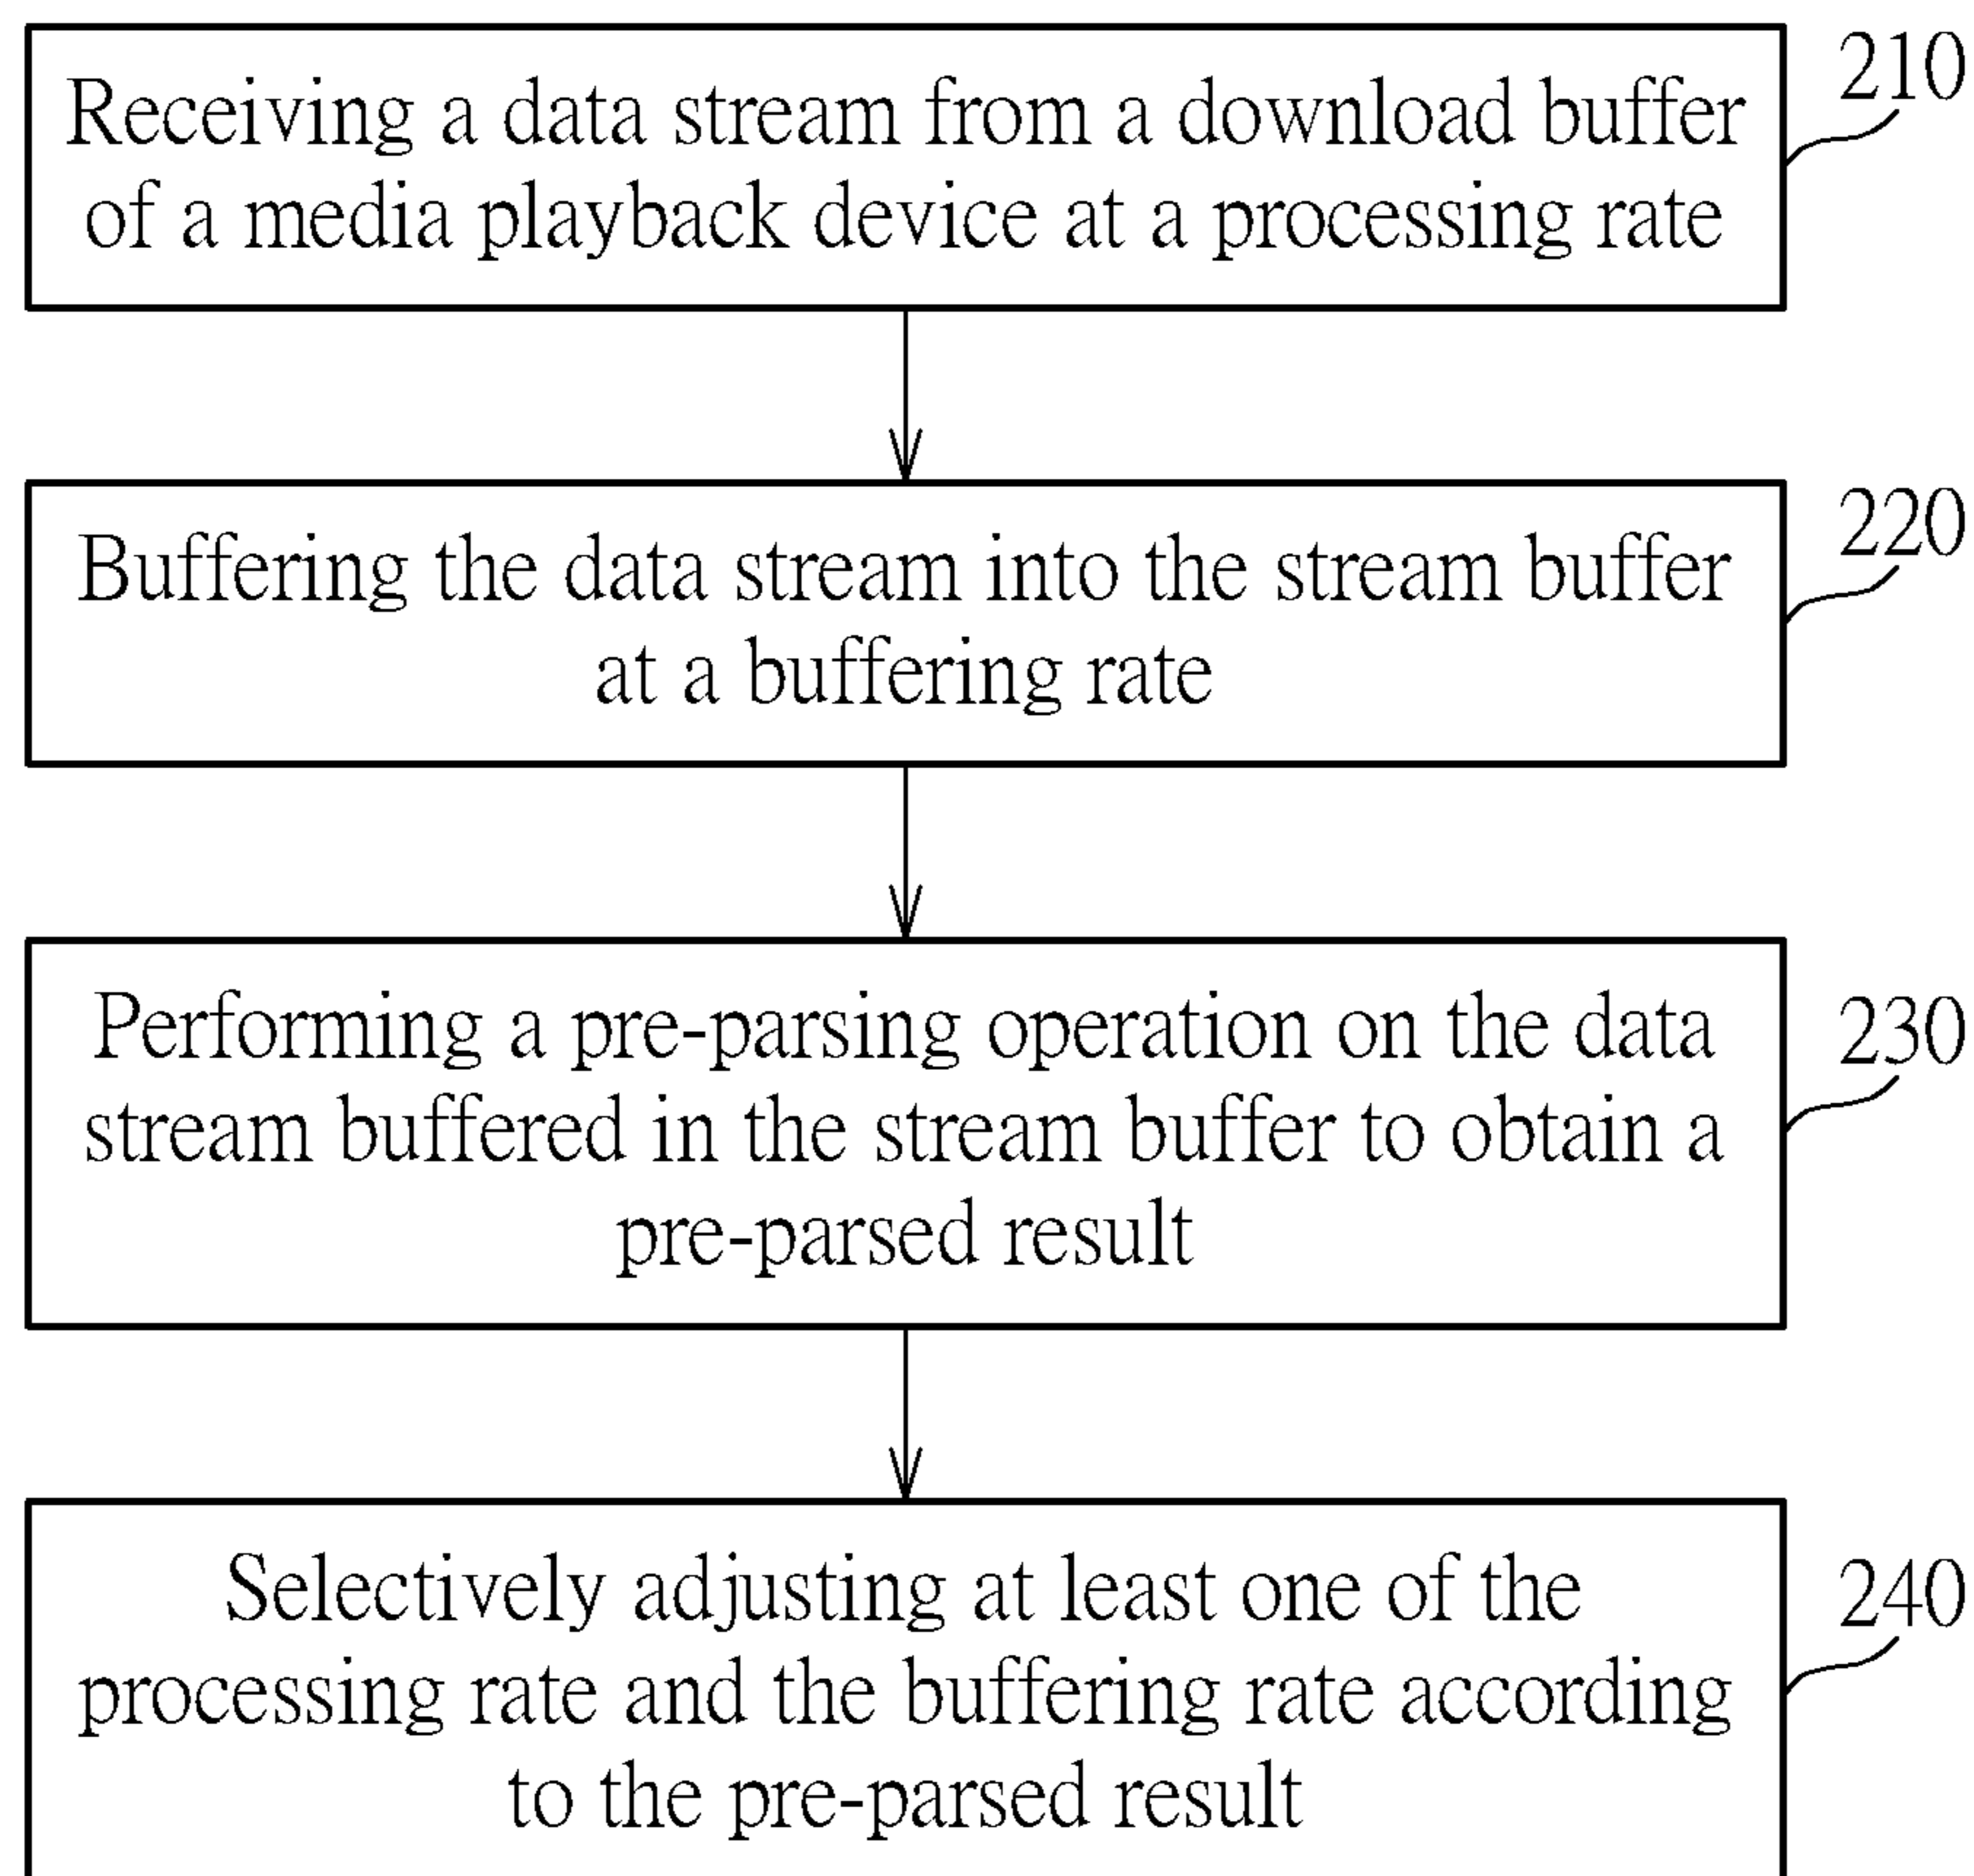 Receiving a data stream from a download buffer
of a media playback device at a processing rate
210
Buffering the data stream into the stream buffer
at a buffering rate
220
Performing a pre-parsing operation on the data
stream buffered in the stream buffer to obtain a
pre-parsed result
230
Selectively adjusting at least one of the
processing rate and the buffering rate according
to the pre-parsed result
240